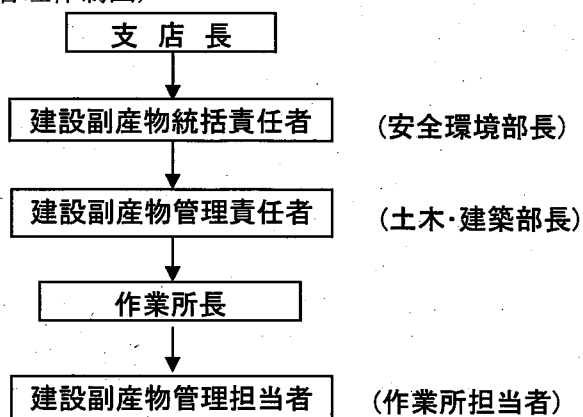 支店長
建設副産物統括責任者 (安全環境部長)
建設副産物管理責任者 (土木・建築部長)
作業所長
建設副産物管理担当者 (作業所担当者)